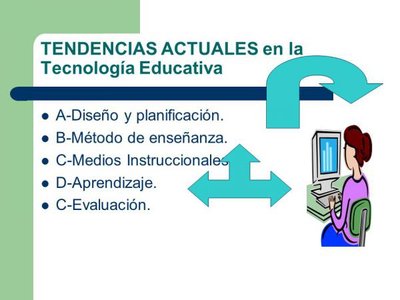 TENDENCIAS ACTUALES en la
Tecnología Educativa
A-Diseño y planificación.
B-Método de enseñanza.
C-Medios Instruccionales
D-Aprendizaje.
C-Evaluación.